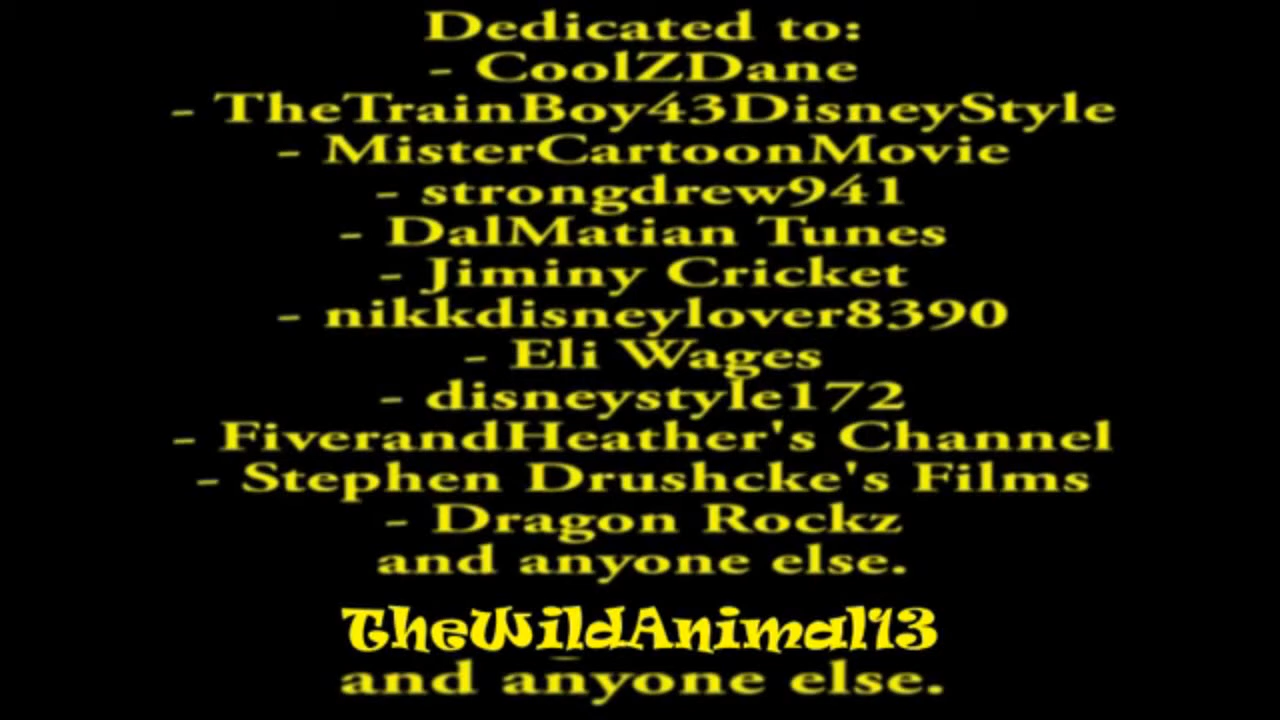 Dedicated to:
- CoolZDane
- TheTrainBoy43DisneyStyle
- MisterCartoonMovie
- strongdrew941
- DalMatian Tunes
- Jiminy Cricket
- nikkdisneylover8390
- Eli Wages
- disneystyle172
- FiverandHeather's Channel
- Stephen Drushcke's Films
- Dragon Rockz
and anyone else.
TheWildAnimal13
and anyone else.